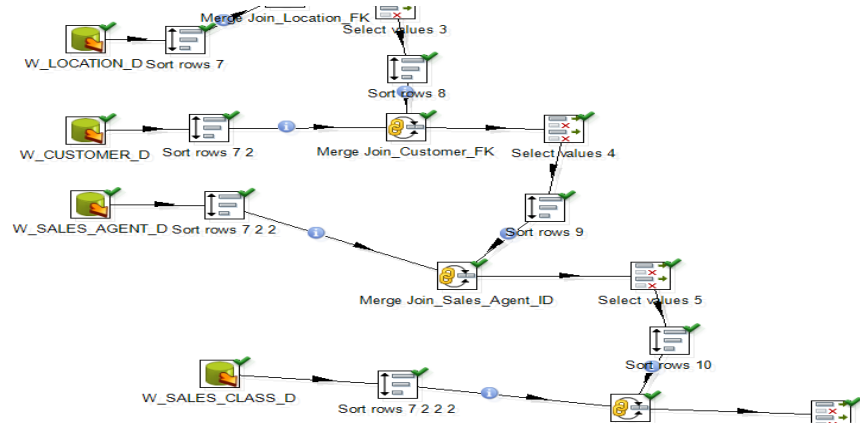 Merge Join_Location_FK
Select values 3
W_LOCATION_D
Sort rows 7
Sort rows 8
W_CUSTOMER_D
Sort rows 7 2
Merge Join_Customer_FK
Select values 4
W_SALES_AGENT_D
Sort rows 7 2 2
Sort rows 9
Merge Join_Sales_Agent_ID
Select values 5
Sort rows 10
W_SALES_CLASS_D
Sort rows 7 2 2 2